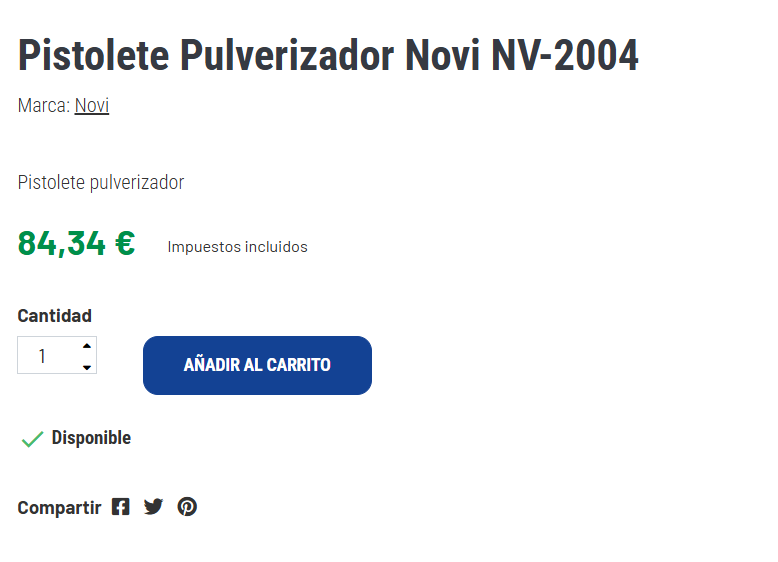 Pistolete Pulverizador Novi NV-2004
Marca: Novi
Pistolete pulverizador
84,34 € Impuestos incluidos
Cantidad
1 AÑADIR AL CARRITO
Disponible
Compartir